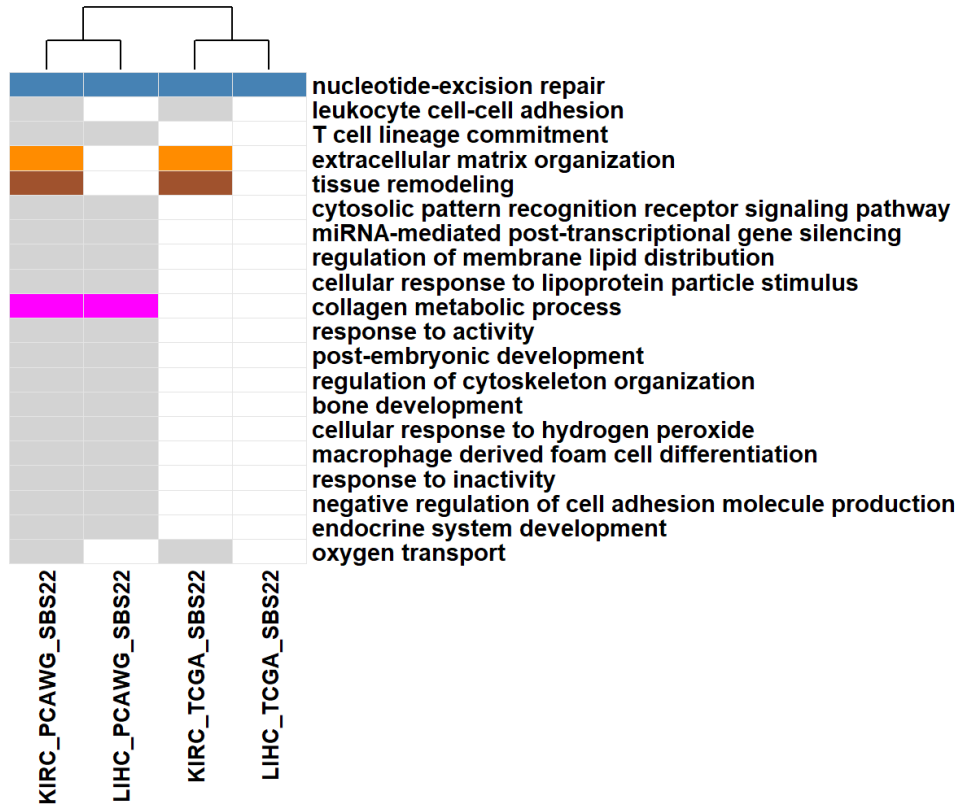 nucleotide-excision repair
leukocyte cell-cell adhesion
T cell lineage commitment
extracellular matrix organization
tissue remodeling
cytosolic pattern recognition receptor signaling pathway
miRNA-mediated post-transcriptional gene silencing
regulation of membrane lipid distribution
cellular response to lipoprotein particle stimulus
collagen metabolic process
response to activity
post-embryonic development
regulation of cytoskeleton organization
bone development
cellular response to hydrogen peroxide
macrophage derived foam cell differentiation
response to inactivity
negative regulation of cell adhesion molecule production
endocrine system development
oxygen transport
KIRC_PCAWG_SBS22
LIHC_PCAWG_SBS22
KIRC_TCGA_SBS22
LIHC_TCGA_SBS22